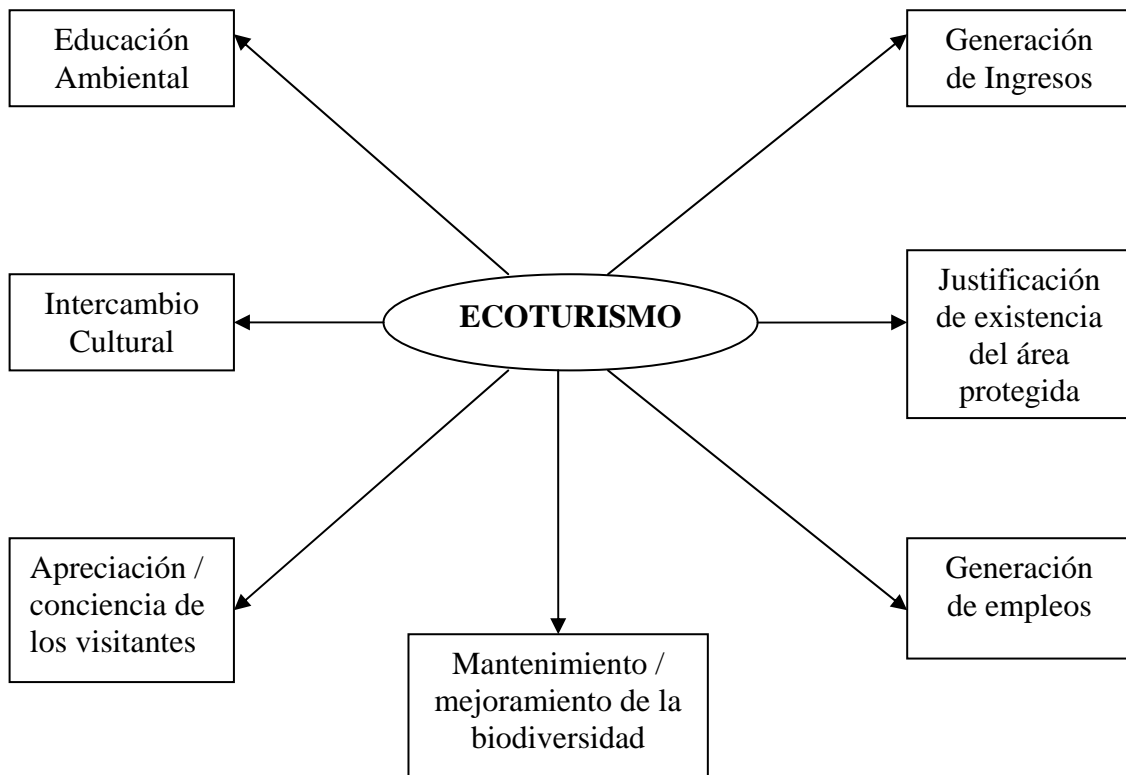 Educación
Ambiental
Generación
de Ingresos
Intercambio
Cultural
ECOTURISMO
Justificación
de existencia
del área
protegida
Apreciación /
conciencia de
los visitantes
Mantenimiento /
mejoramiento de la
biodiversidad
Generación
de empleos